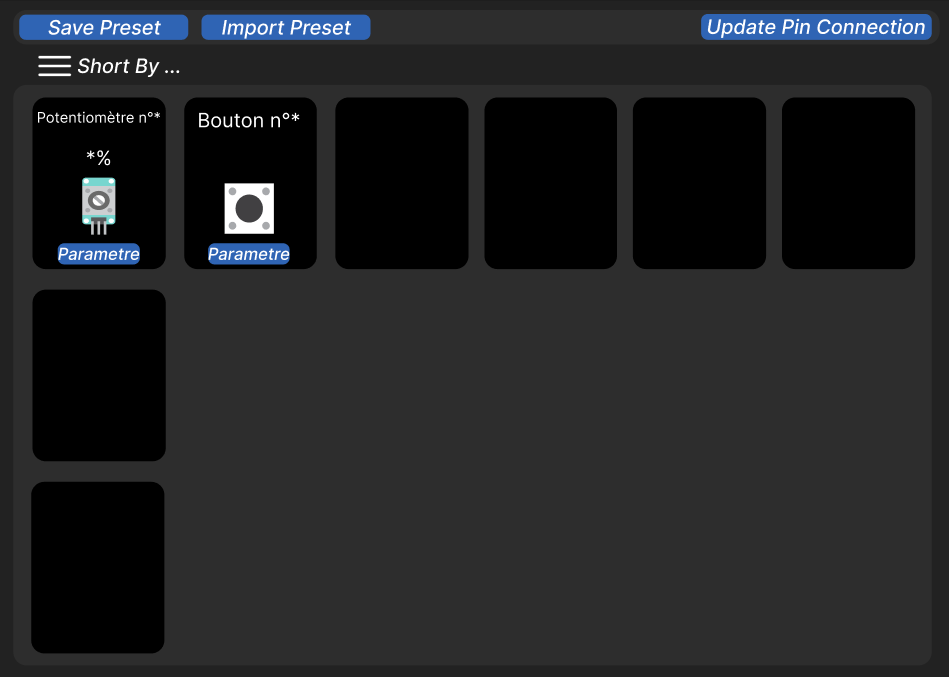 Save Preset
Import Preset
Update Pin Connection
Short By ...
Potentiomètre n°*
*%
Parametre
Bouton n°*
Parametre